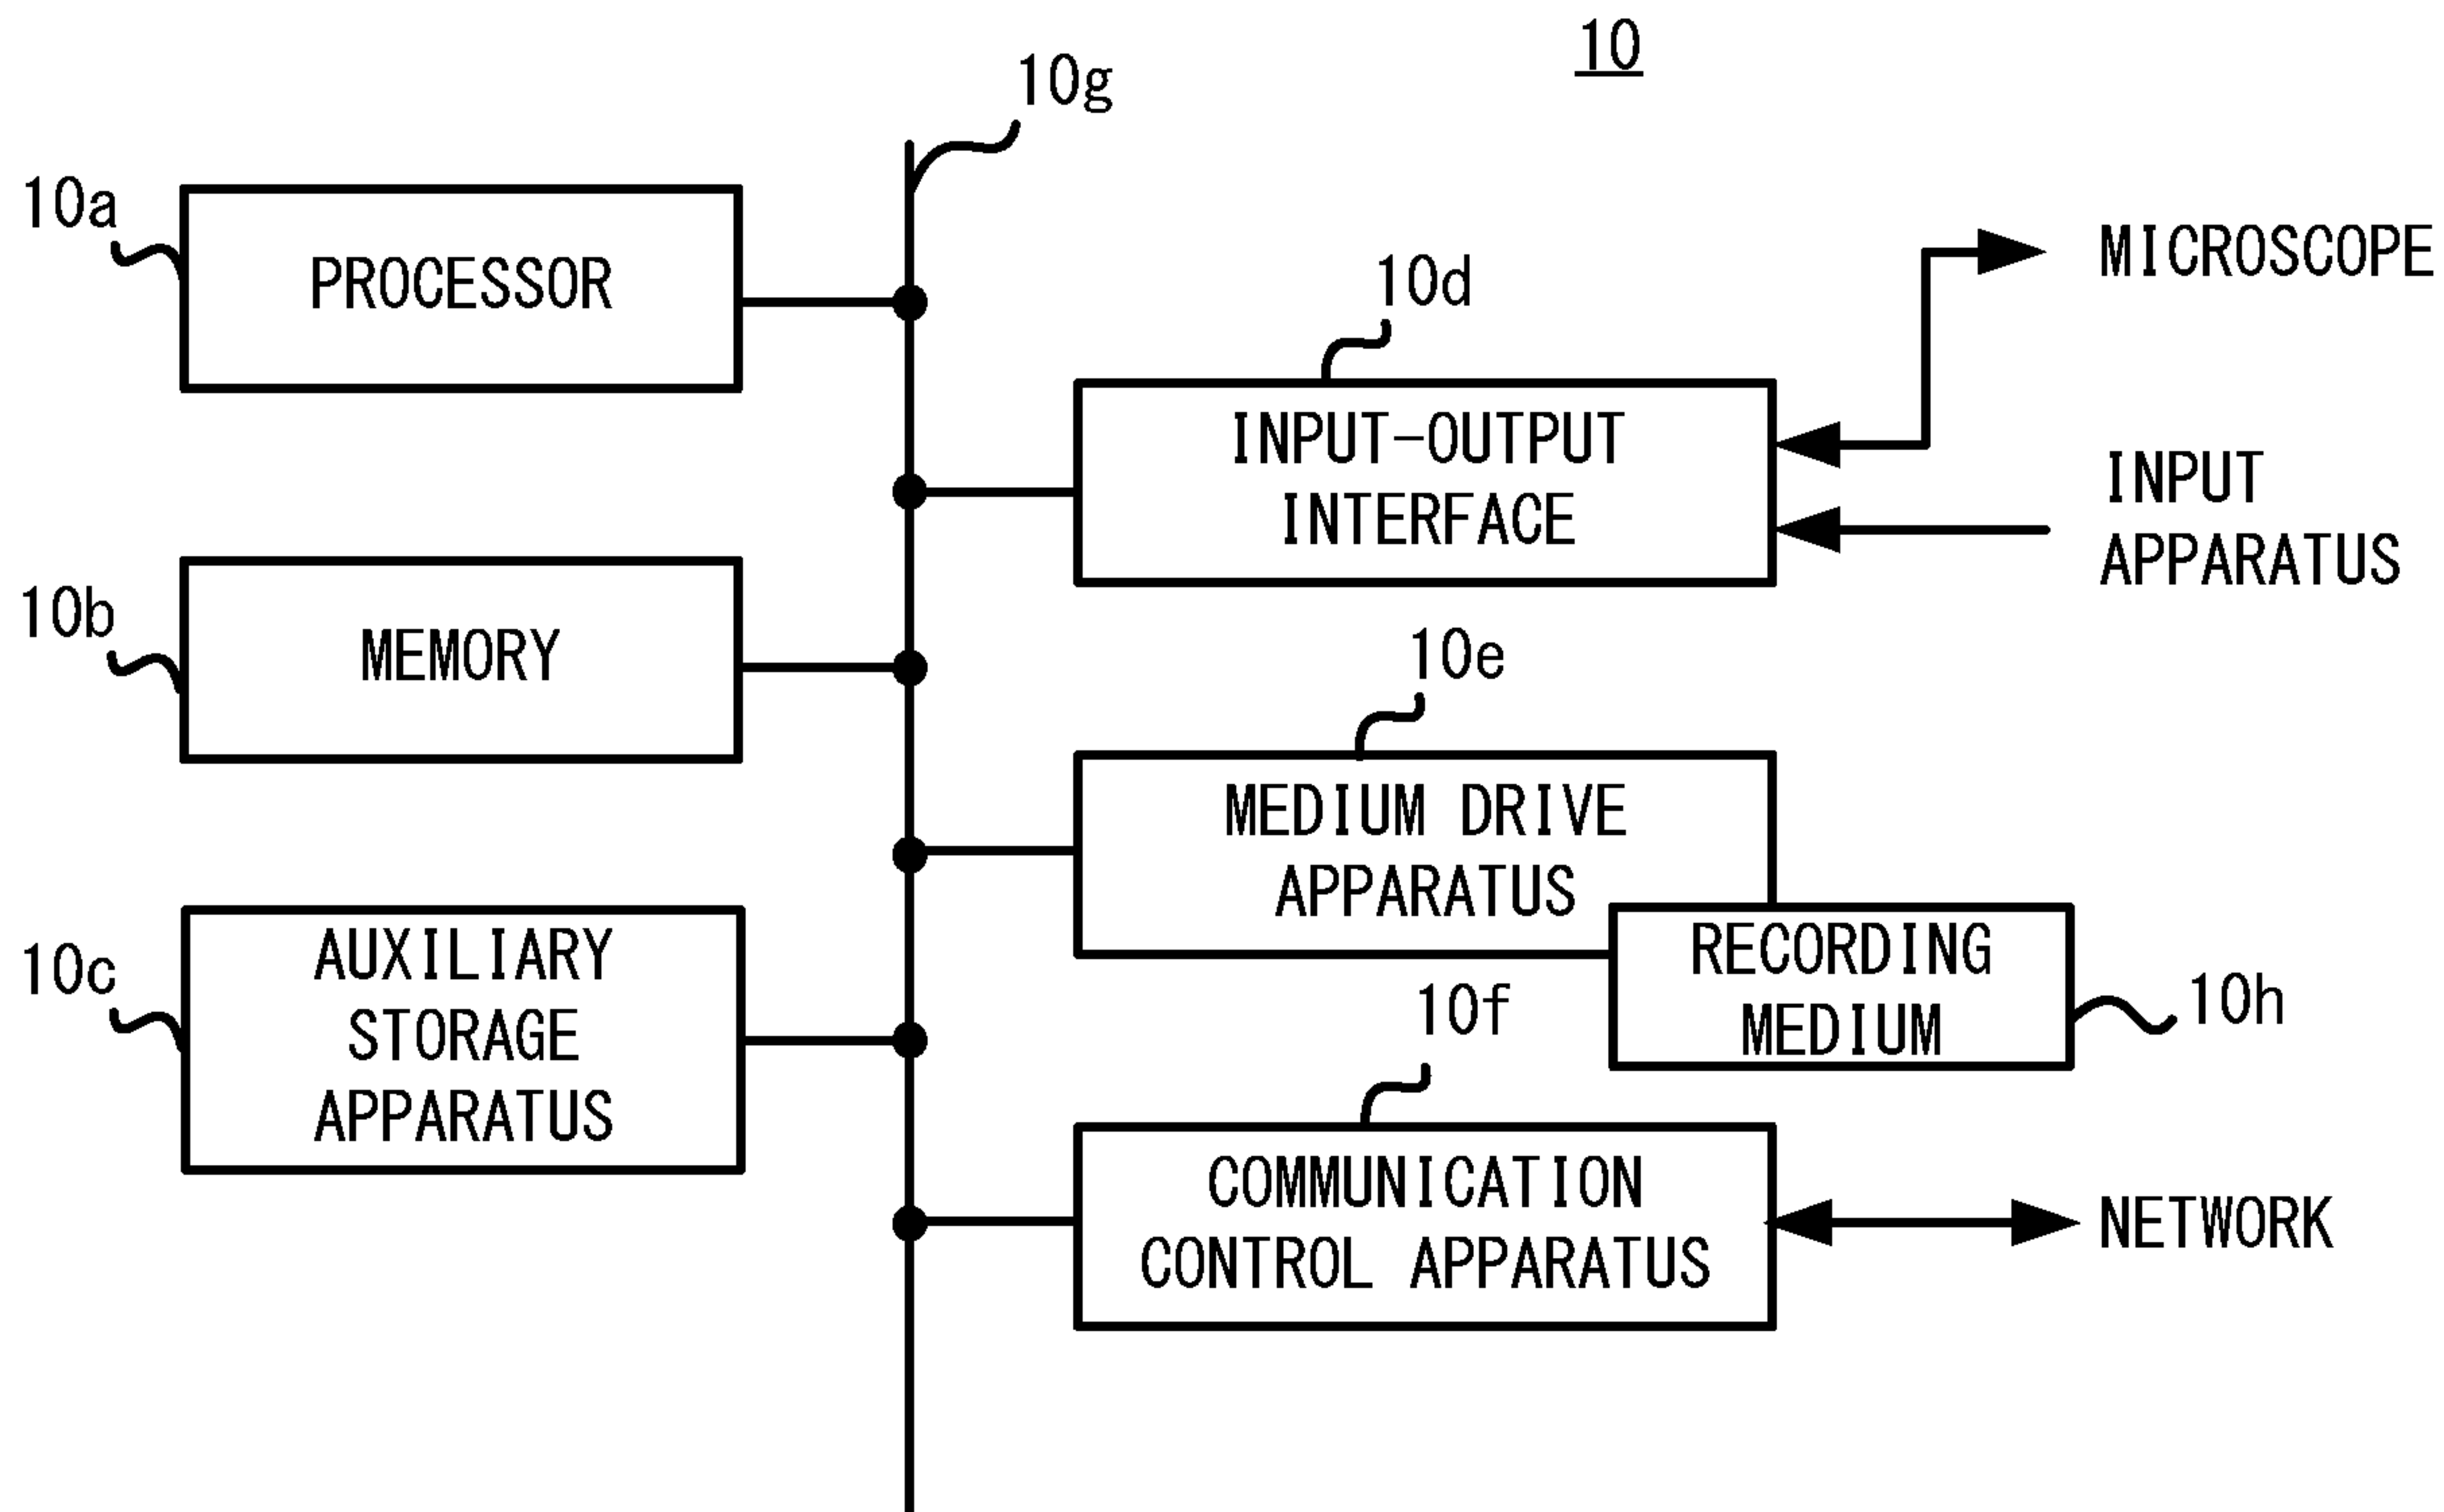 10
10g
10a
PROCESSOR
MICROSCOPE
10d
INPUT-OUTPUT
INTERFACE
INPUT
APPARATUS
10b
MEMORY
10e
MEDIUM DRIVE
APPARATUS
10c
AUXILIARY
STORAGE
APPARATUS
RECORDING
MEDIUM
10h
10f
COMMUNICATION
CONTROL APPARATUS
NETWORK